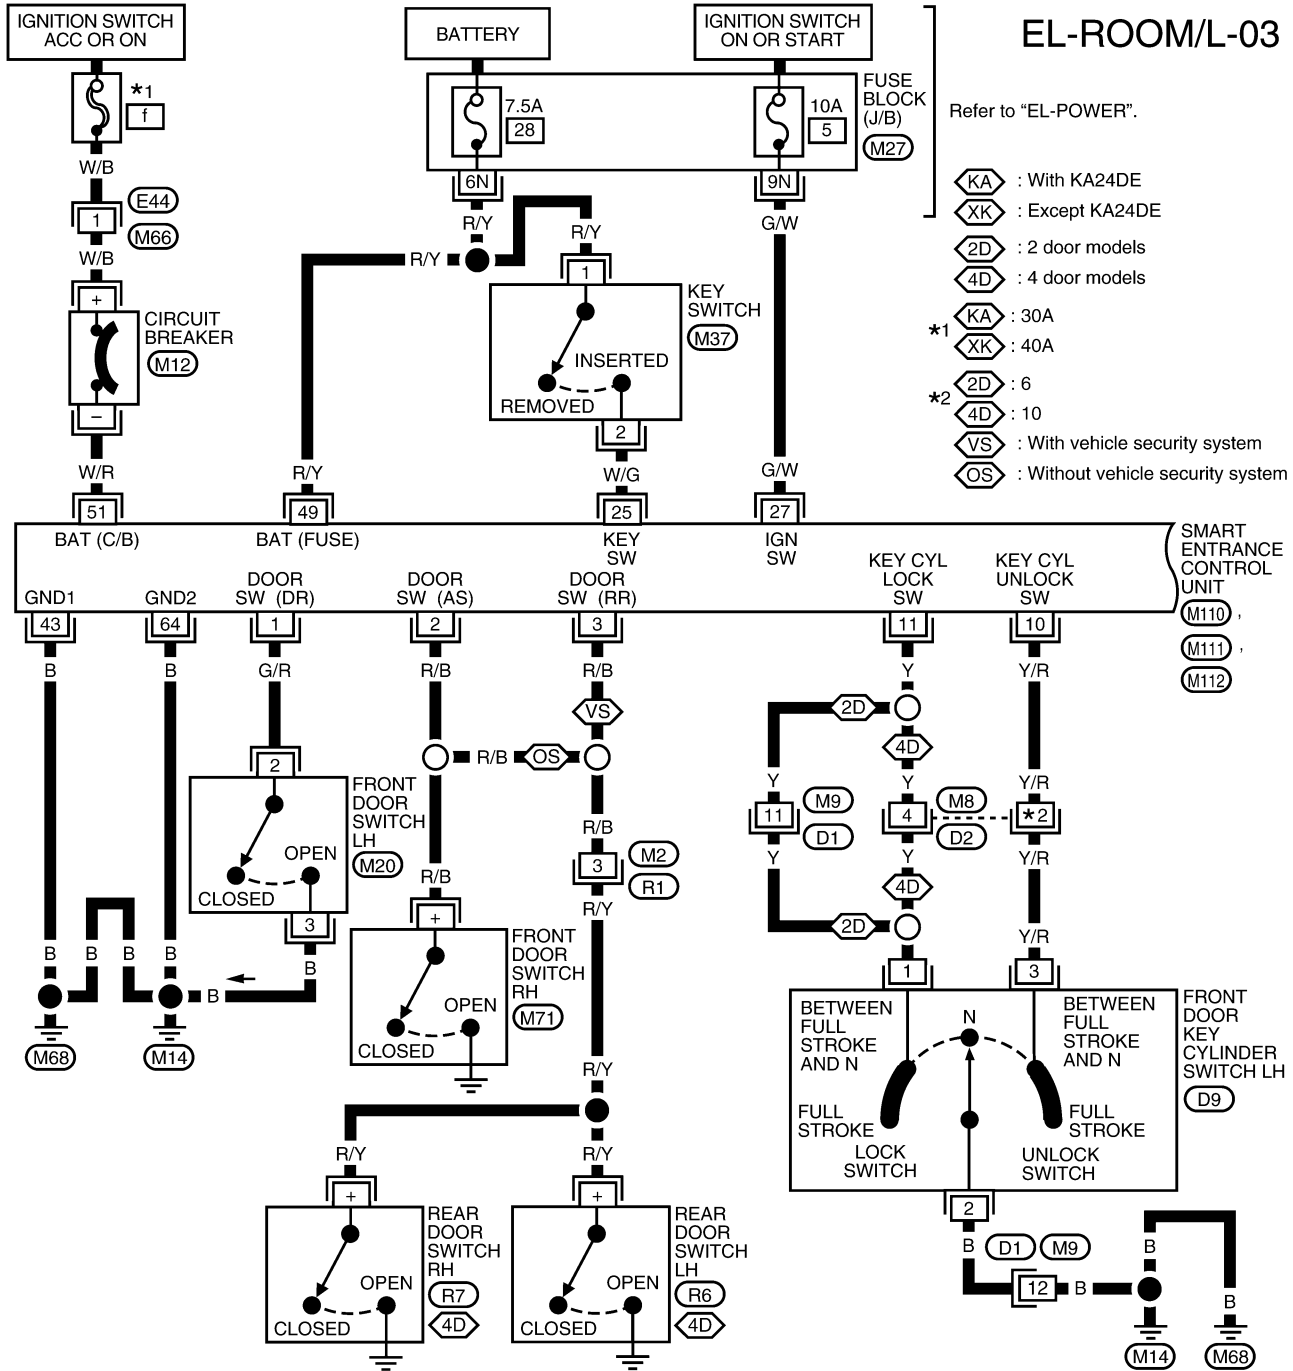 IGNITION SWITCH
ACC OR ON
BATTERY
IGNITION SWITCH
ON OR START
EL-ROOM/L-03
*1
f
7.5A
28
10A
5
FUSE
BLOCK
(J/B)
M27
Refer to “EL-POWER”.
W/B
6N
9N
KA : With KA24DE
XK : Except KA24DE
2D : 2 door models
4D : 4 door models
*1
KA : 30A
XK : 40A
*2
2D : 6
4D : 10
VS : With vehicle security system
OS : Without vehicle security system
1
E44
M66
R/Y
R/Y
G/W
W/B
R/Y
+
1
CIRCUIT
BREAKER
M12
KEY
SWITCH
M37
INSERTED
REMOVED
−
2
W/R
R/Y
W/G
G/W
51
49
25
27
BAT (C/B)
BAT (FUSE)
KEY
SW
IGN
SW
SMART
ENTRANCE
CONTROL
UNIT
M110 ,
M111 ,
M112
GND1
GND2
DOOR
SW (DR)
DOOR
SW (AS)
DOOR
SW (RR)
KEY CYL
LOCK
SW
KEY CYL
UNLOCK
SW
43
64
1
2
3
11
10
B
B
G/R
R/B
R/B
Y
Y/R
VS
2D
4D
R/B
OS
2
FRONT
DOOR
SWITCH
LH
M20
OPEN
CLOSED
3
Y
Y
Y/R
11
M9
D1
4
M8
D2
*2
R/B
3
M2
R1
Y
Y
Y/R
R/B
4D
R/Y
+
2D
Y/R
B
B
B
B
B
B
FRONT
DOOR
SWITCH
RH
M71
OPEN
CLOSED
1
3
M68
M14
BETWEEN
FULL
STROKE
AND N
N
BETWEEN
FULL
STROKE
AND N
FRONT
DOOR
KEY
CYLINDER
SWITCH LH
D9
FULL
STROKE
FULL
STROKE
LOCK
SWITCH
UNLOCK
SWITCH
R/Y
R/Y
R/Y
+
+
2
REAR
DOOR
SWITCH
RH
R7
4D
OPEN
CLOSED
REAR
DOOR
SWITCH
LH
R6
4D
OPEN
CLOSED
B
D1
M9
B
12
B
B
M14
M68